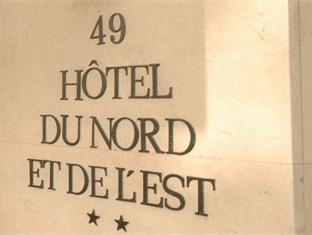 49
HÔTEL
DU NORD
ET DE L'EST
★★